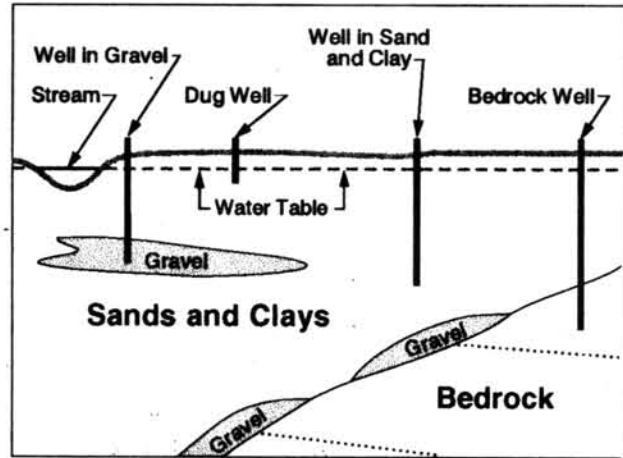 Well in Gravel
Stream
Dug Well
Well in Sand
and Clay
Bedrock Well
Water Table
Gravel
Sands and Clays
Gravel
Bedrock
Gravel